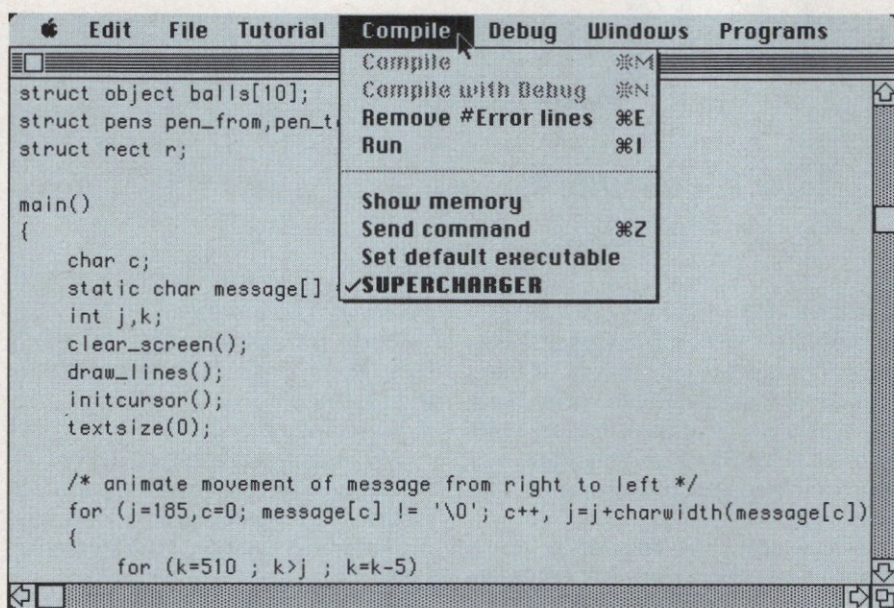 Edit File Tutorial Compile Debug Windows Programs
Compile ⌘M
Compile with Debug ⌘N
Remove #Error lines ⌘E
Run ⌘I
Show memory
Send command ⌘Z
Set default executable
✓SUPERCHARGER
struct object balls[10];
struct pens pen_from,pen_t
struct rect r;
main()
{
char c;
static char message[]
int j,k;
clear_screen();
draw_lines();
initcursor();
textsize(0);
/* animate movement of message from right to left */
for (j=185,c=0; message[c] != '\0'; c++, j=j+charwidth(message[c])
{
for (k=510 ; k>j ; k=k-5)